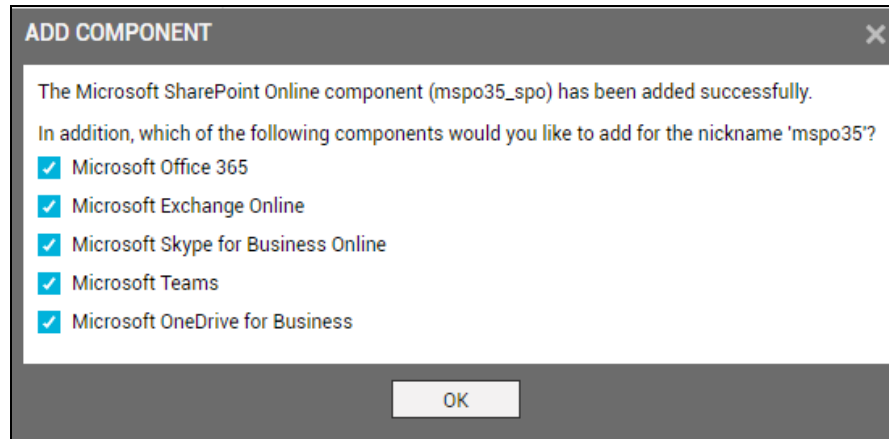 ADD COMPONENT
The Microsoft SharePoint Online component (mspo35_spo) has been added successfully.
In addition, which of the following components would you like to add for the nickname 'mspo35'?
Microsoft Office 365
Microsoft Exchange Online
Microsoft Skype for Business Online
Microsoft Teams
Microsoft OneDrive for Business
OK